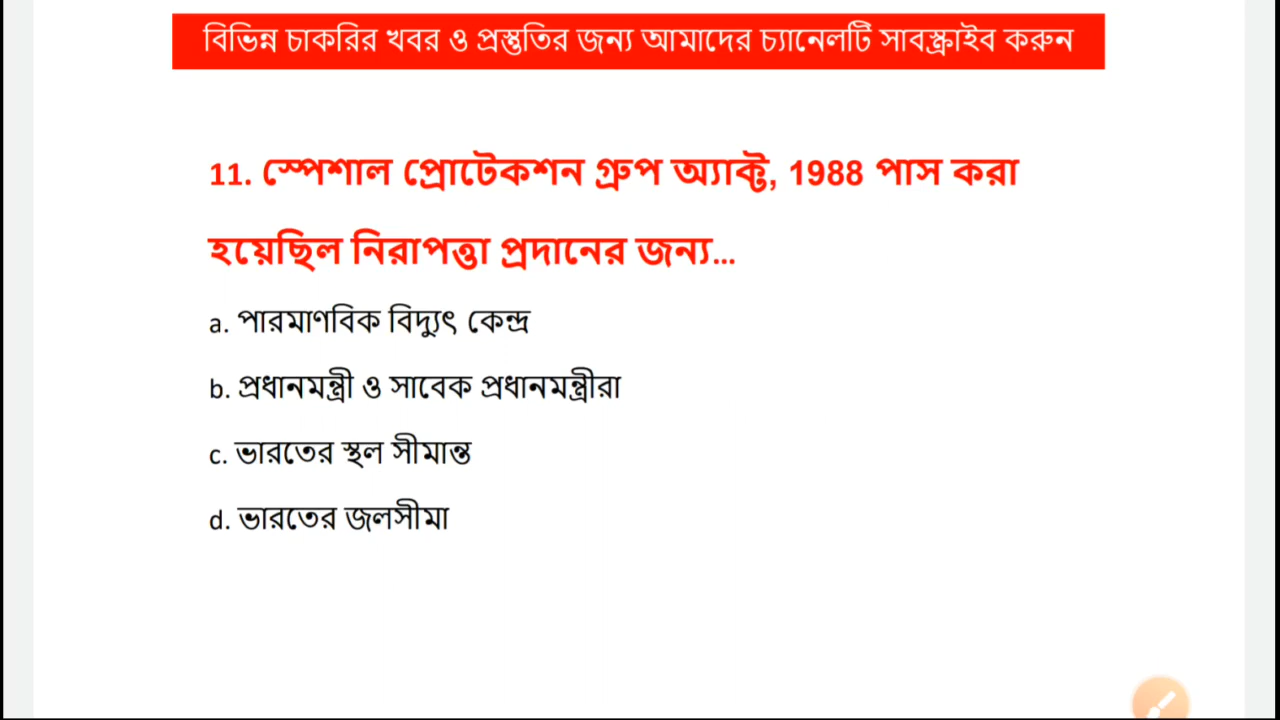 বিভিন্ন চাকরির খবর ও প্রস্তুতির জন্য আমাদের চ্যানেলটি সাবস্ক্রাইব করুন
11. স্পেশাল প্রোটেকশন গ্রুপ অ্যাক্ট, 1988 পাস করা
হয়েছিল নিরাপত্তা প্রদানের জন্য...
a. পারমাণবিক বিদ্যুৎ কেন্দ্র
b. প্রধানমন্ত্রী ও সাবেক প্রধানমন্ত্রীরা
c. ভারতের স্থল সীমান্ত
d. ভারতের জলসীমা